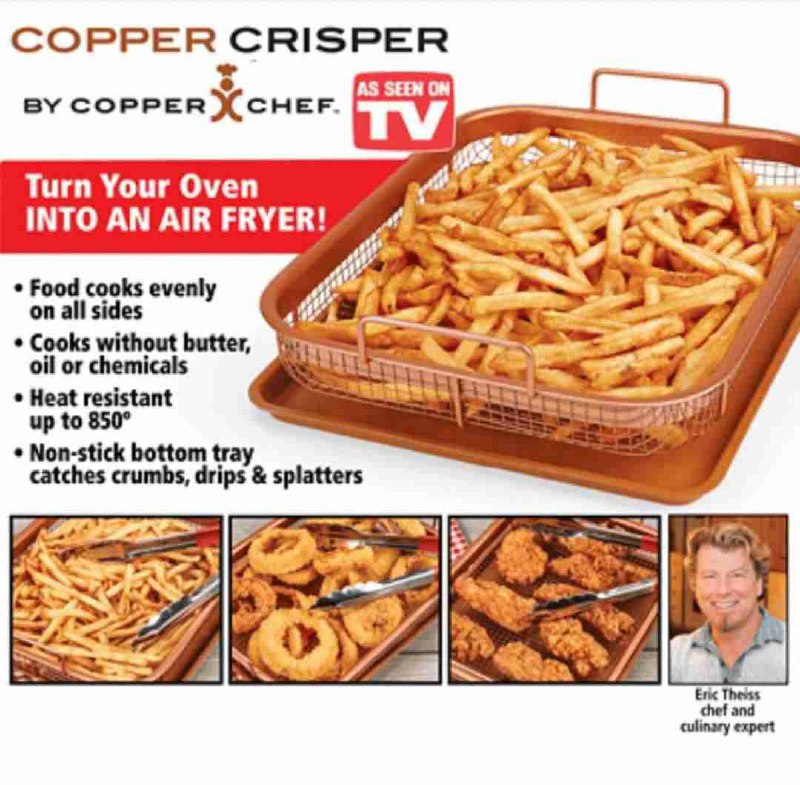 COPPER CRISPER
BY COPPER CHEF™
AS SEEN ON
TV
Turn Your Oven
INTO AN AIR FRYER!
• Food cooks evenly
on all sides
• Cooks without butter,
oil or chemicals
• Heat resistant
up to 850º
• Non-stick bottom tray
catches crumbs, drips & splatters
Eric Theiss
chef and
culinary expert